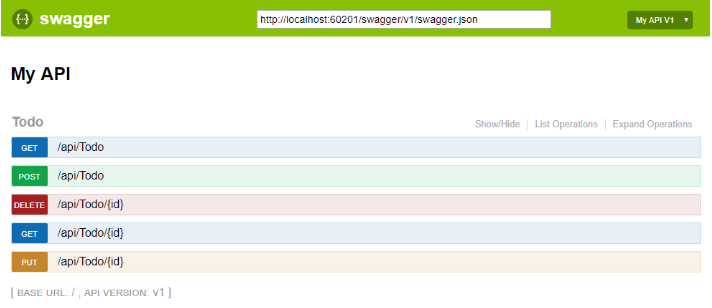 {··} swagger http://localhost:60201/swagger/v1/swagger.json My API V1 ▼
My API
Todo Show/Hide List Operations Expand Operations
GET /api/Todo
POST /api/Todo
DELETE /api/Todo/{id}
GET /api/Todo/{id}
PUT /api/Todo/{id}
[ BASE URL: / , API VERSION: v1 ]